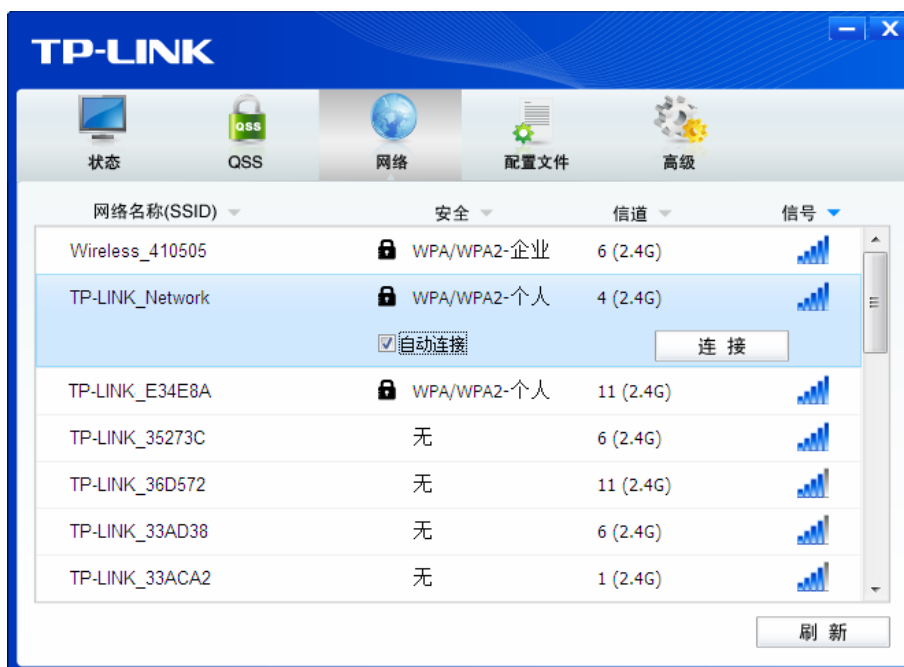 TP-LINK
QSS
状态 QSS 网络 配置文件 高级
网络名称(SSID) 安全 信道 信号
Wireless_410505 WPA/WPA2-企业 6 (2.4G)
TP-LINK_Network WPA/WPA2-个人 4 (2.4G)
自动连接 连 接
TP-LINK_E34E8A WPA/WPA2-个人 11 (2.4G)
TP-LINK_35273C 无 6 (2.4G)
TP-LINK_36D572 无 11 (2.4G)
TP-LINK_33AD38 无 6 (2.4G)
TP-LINK_33ACA2 无 1 (2.4G)
刷 新